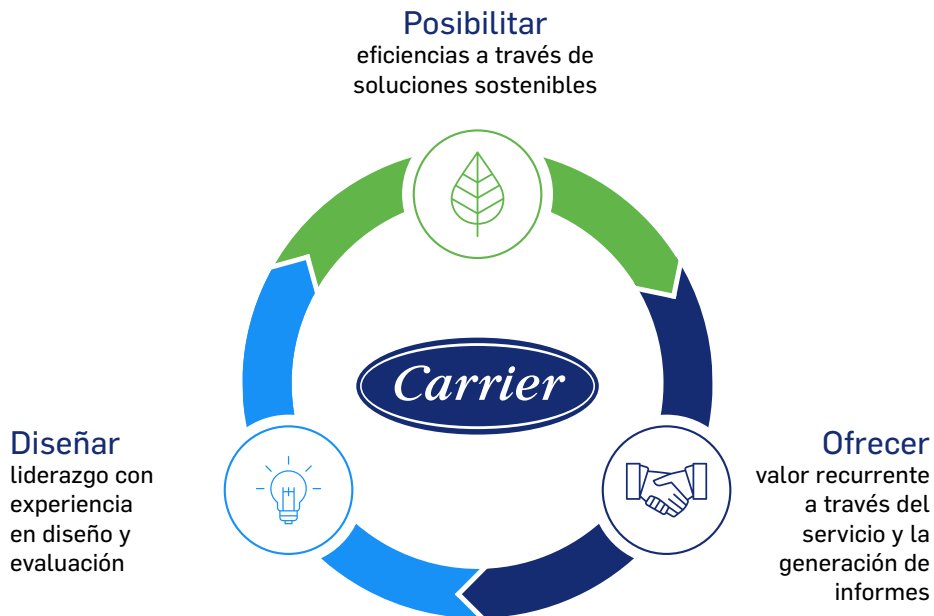 Posibilitar
eficiencias a través de
soluciones sostenibles
Carrier
Diseñar
liderazgo con
experiencia
en diseño y
evaluación
Ofrecer
valor recurrente
a través del
servicio y la
generación de
informes